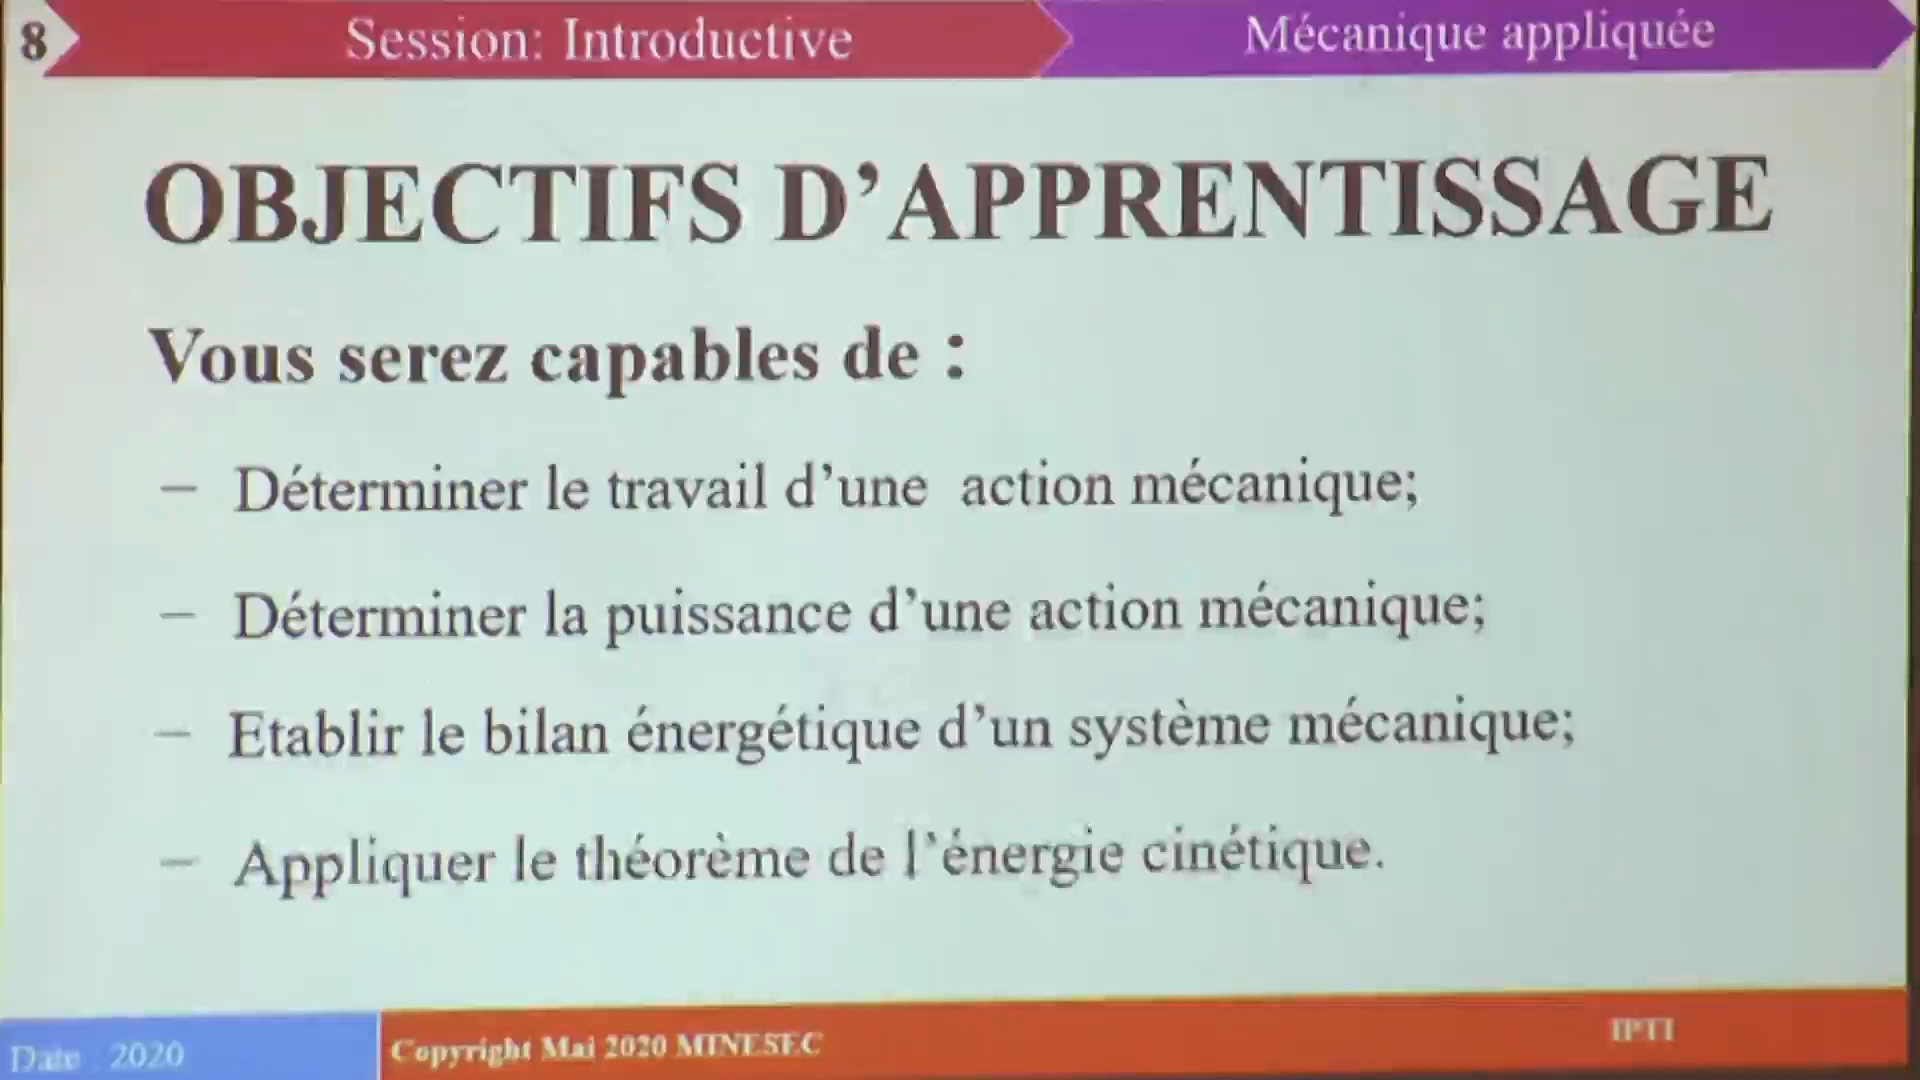 8
Session: Introductive
Mécanique appliquée
OBJECTIFS D’APPRENTISSAGE
Vous serez capables de :
– Déterminer le travail d’une action mécanique;
– Déterminer la puissance d’une action mécanique;
– Etablir le bilan énergétique d’un système mécanique;
– Appliquer le théorème de l’énergie cinétique.
Date : 2020
Copyright Mai 2020 MINESEC
IPTI